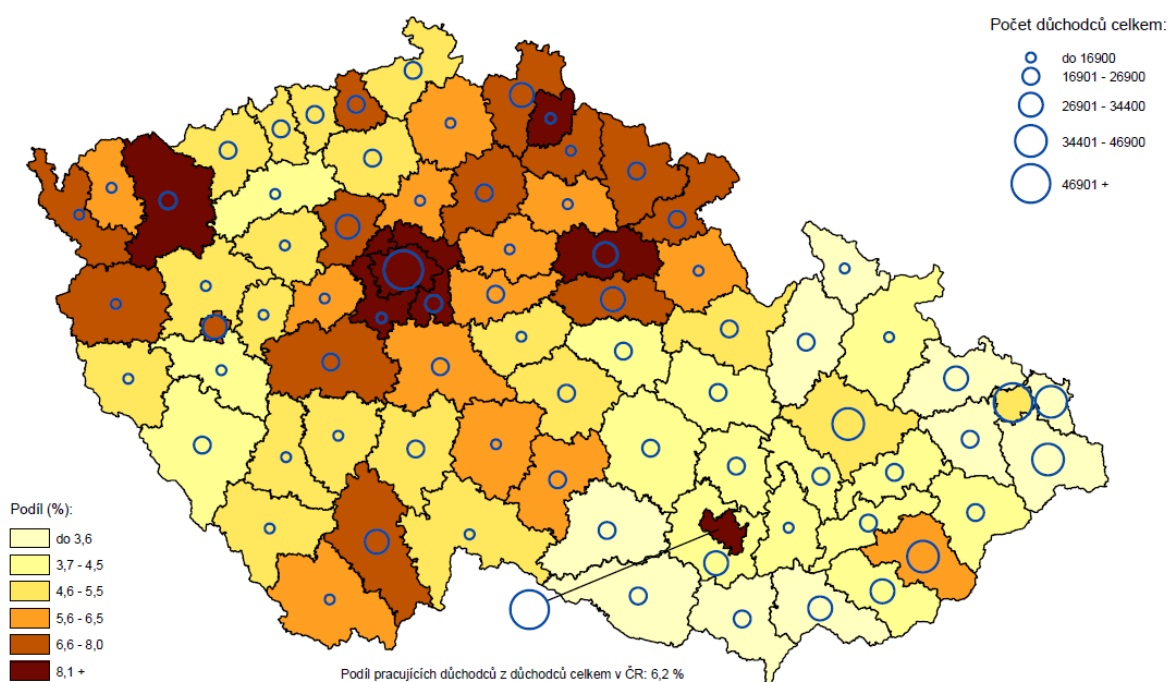 Počet důchodců celkem:
do 16900
16901 - 26900
26901 - 34400
34401 - 46900
46901 +
Podíl (%):
do 3,6
3,7 - 4,5
4,6 - 5,5
5,6 - 6,5
6,6 - 8,0
8,1 +
Podíl pracujících důchodců z důchodců celkem v ČR: 6,2 %